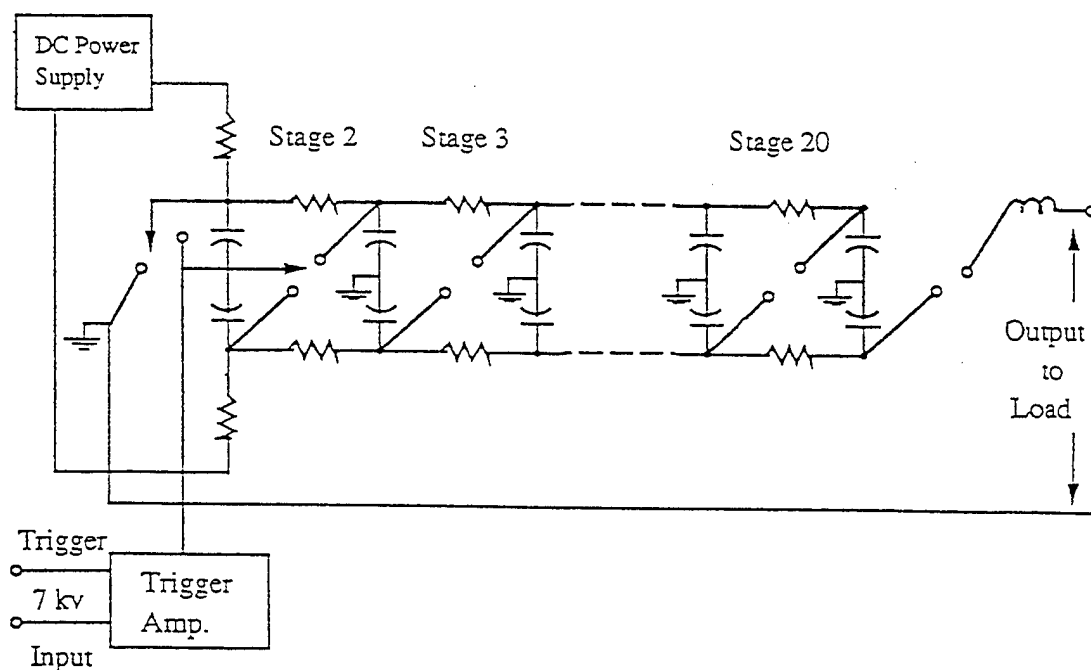 DC Power
Supply
Stage 2
Stage 3
Stage 20
Output
to
Load
Trigger
7 kv
Input
Trigger
Amp.